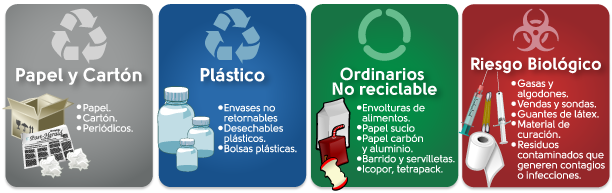 Papel y Cartón
•Papel.
•Cartón.
•Periódicos.
Plástico
•Envases no
retornables
•Desechables
plásticos.
•Bolsas plásticas.
Ordinarios
No reciclable
•Envolturas de
alimentos.
•Papel sucio
•Papel carbón
y aluminio.
•Barrido y servilletas.
•Icopor, tetrapack.
Riesgo Biológico
•Gasas y
algodones.
•Vendas y sondas.
•Guantes de látex.
•Material de
curación.
•Residuos
contaminados que
generen contagios
o infecciones.